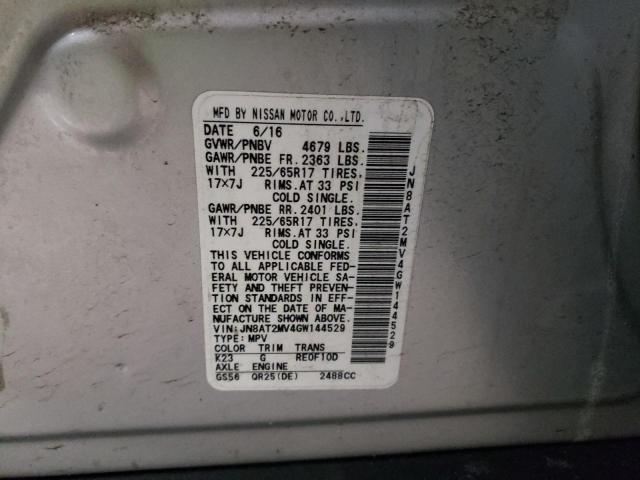 MFD BY NISSAN MOTOR CO.,LTD.
DATE 6/16
GVWR/PNBV 4679 LBS.
GAWR/PNBE FR. 2363 LBS.
WITH 225/65R17 TIRES.
17×7J RIMS.AT 33 PSI
COLD SINGLE.
GAWR/PNBE RR. 2401 LBS.
WITH 225/65R17 TIRES.
17×7J RIMS.AT 33 PSI
COLD SINGLE.
THIS VEHICLE CONFORMS
TO ALL APPLICABLE FED-
ERAL MOTOR VEHICLE SA-
FETY AND THEFT PREVEN-
TION STANDARDS IN EFF-
ECT ON THE DATE OF MA-
NUFACTURE SHOWN ABOVE.
VIN:JN8AT2MV4GW144529
TYPE:MPV
COLOR TRIM TRANS
K23 G RE0F10D
AXLE ENGINE
GS56 QR25(DE) 2488CC
JN8AT2MV4GW144529